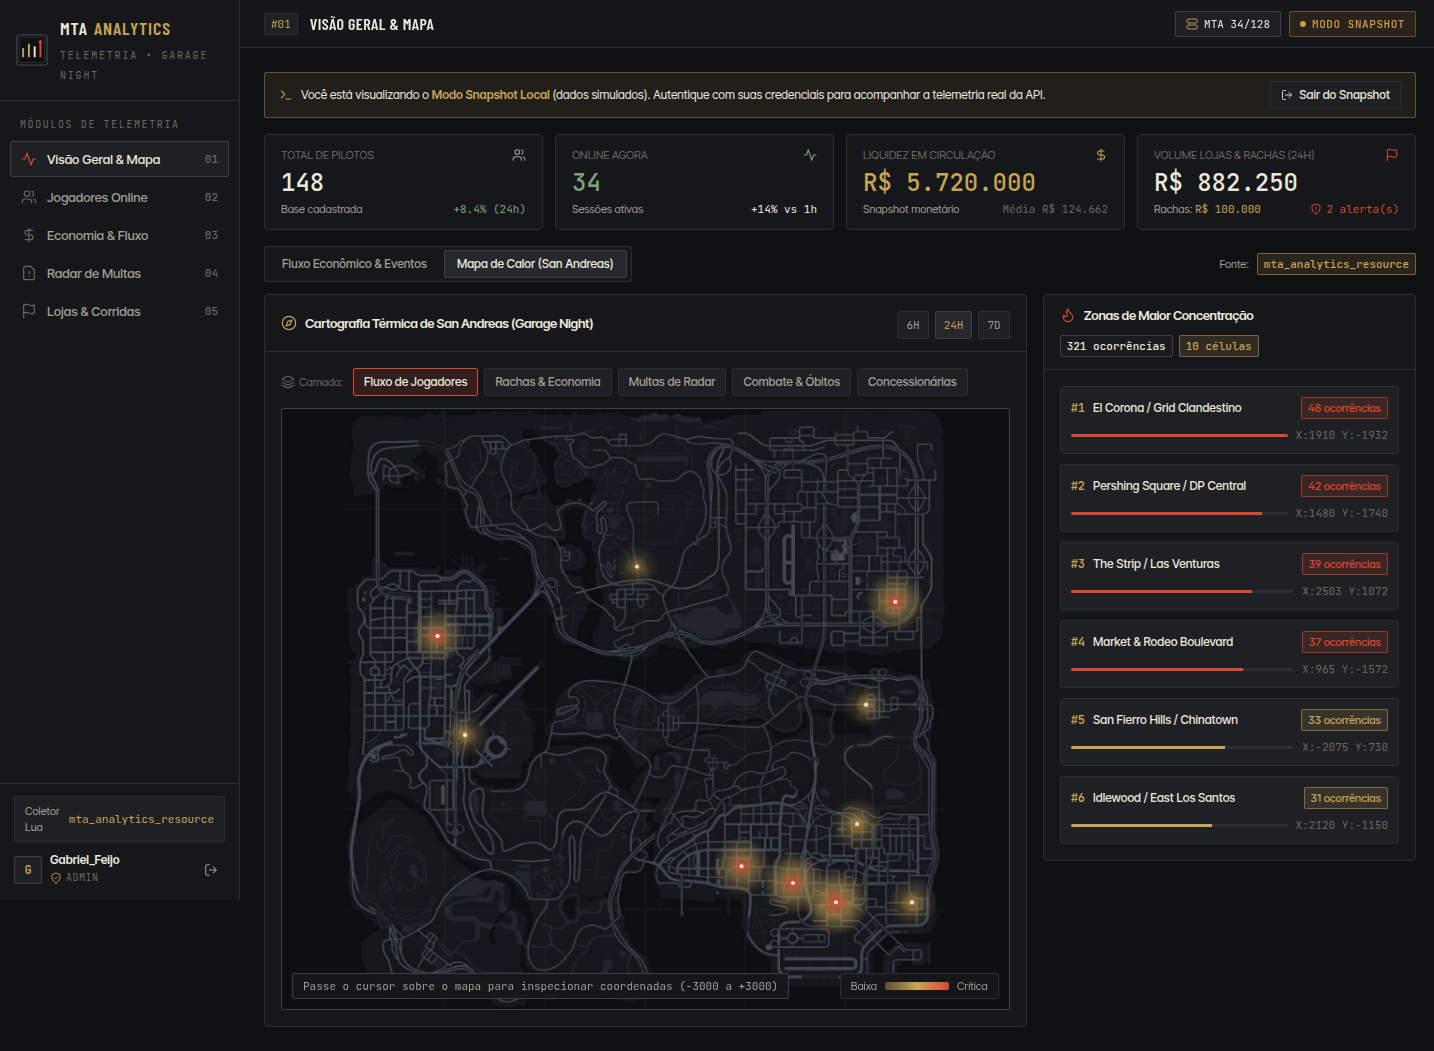 MTA ANALYTICS
TELEMETRIA • GARAGE
NIGHT
MÓDULOS DE TELEMETRIA
Visão Geral & Mapa 01
Jogadores Online 02
Economia & Fluxo 03
Radar de Multas 04
Lojas & Corridas 05
Coletor
Lua
mta_analytics_resource
G
Gabriel_Feijo
ADMIN
#01 VISÃO GERAL & MAPA
MTA 34/128
MODO SNAPSHOT
Você está visualizando o Modo Snapshot Local (dados simulados). Autentique com suas credenciais para acompanhar a telemetria real da API.
Sair do Snapshot
TOTAL DE PILOTOS
148
Base cadastrada +8.4% (24h)
ONLINE AGORA
34
Sessões ativas +14% vs 1h
LIQUIDEZ EM CIRCULAÇÃO
R$ 5.720.000
Snapshot monetário Média R$ 124.662
VOLUME LOJAS & RACHAS (24H)
R$ 882.250
Rachas: R$ 100.000 2 alerta(s)
Fluxo Econômico & Eventos
Mapa de Calor (San Andreas)
Fonte: mta_analytics_resource
Cartografia Térmica de San Andreas (Garage Night)
6H 24H 7D
Camada: Fluxo de Jogadores Rachas & Economia Multas de Radar Combate & Óbitos Concessionárias
Passe o cursor sobre o mapa para inspecionar coordenadas (-3000 a +3000)
Baixa Crítica
Zonas de Maior Concentração
321 ocorrências 10 células
#1 El Corona / Grid Clandestino 48 ocorrências
X:1910 Y:-1932
#2 Pershing Square / DP Central 42 ocorrências
X:1480 Y:-1740
#3 The Strip / Las Venturas 39 ocorrências
X:2503 Y:1072
#4 Market & Rodeo Boulevard 37 ocorrências
X:965 Y:-1572
#5 San Fierro Hills / Chinatown 33 ocorrências
X:-2075 Y:730
#6 Idlewood / East Los Santos 31 ocorrências
X:2120 Y:-1150